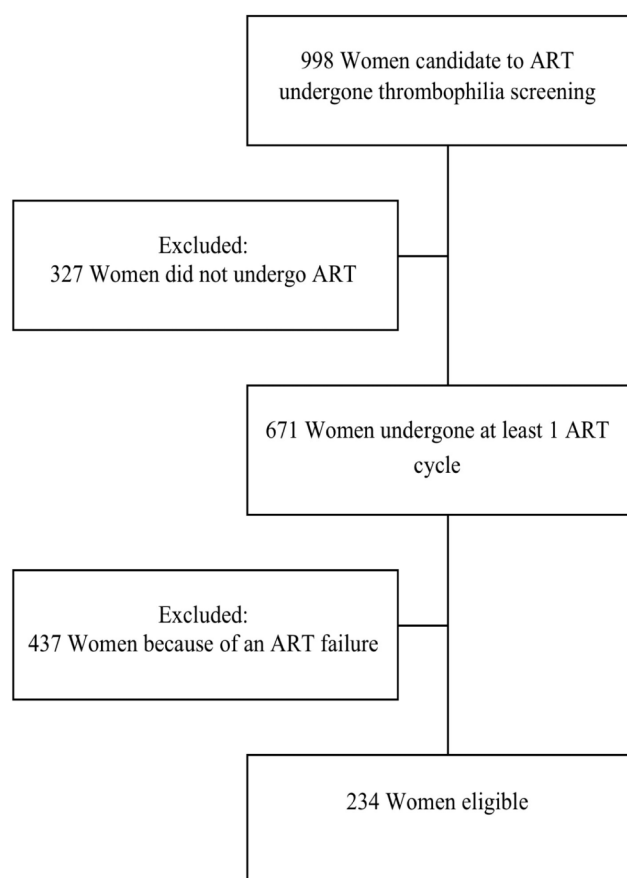 998 Women candidate to ART
undergone thrombophilia screening
Excluded:
327 Women did not undergo ART
671 Women undergone at least 1 ART
cycle
Excluded:
437 Women because of an ART failure
234 Women eligible